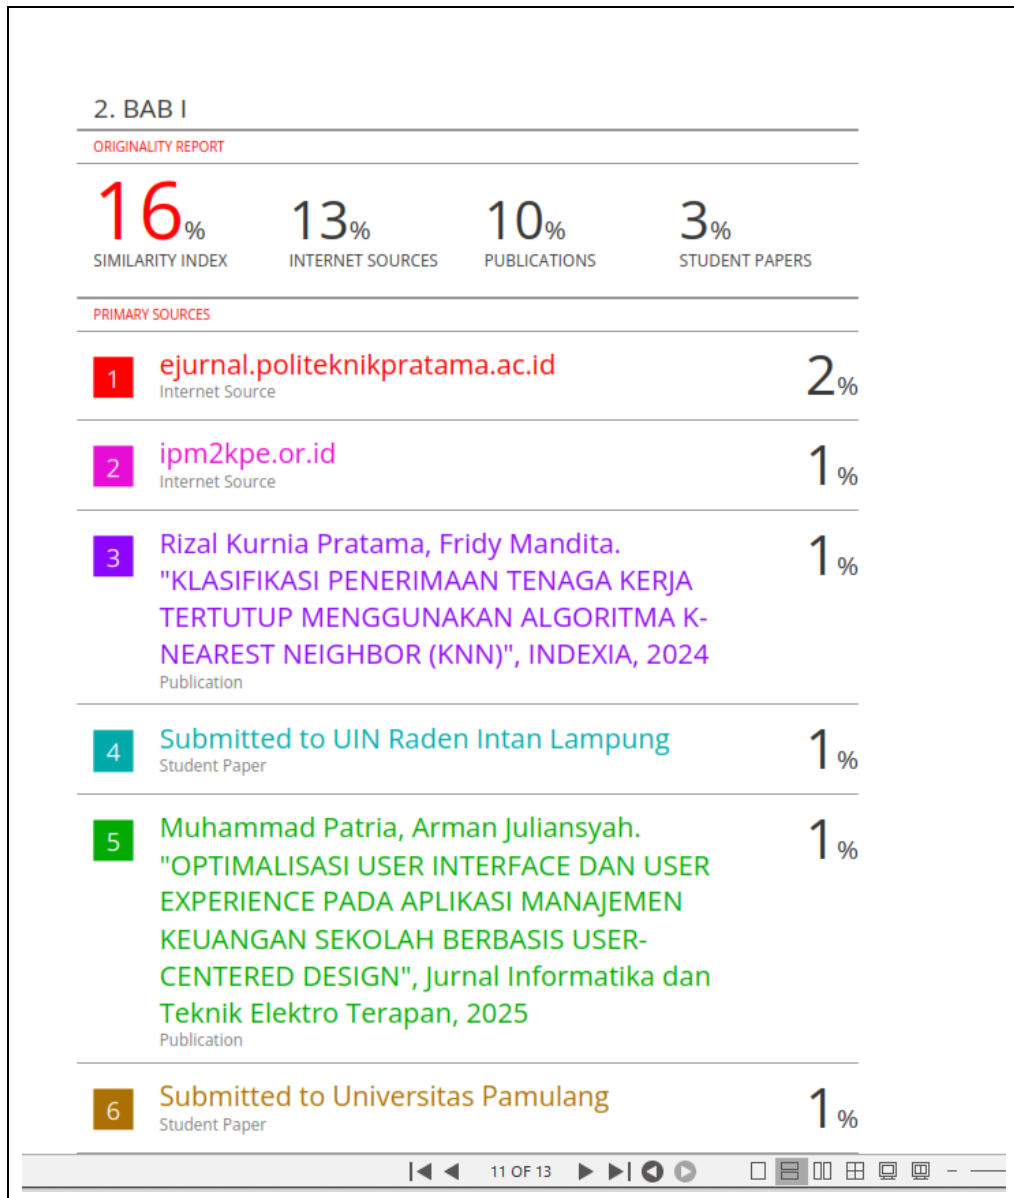 2. BAB I
ORIGINALITY REPORT
16%
13%
10%
3%
SIMILARITY INDEX
INTERNET SOURCES
PUBLICATIONS
STUDENT PAPERS
PRIMARY SOURCES
1
ejurnal.politeknikpratama.ac.id
Internet Source
2%
2
ipm2kpe.or.id
Internet Source
1%
3
Rizal Kurnia Pratama, Fridy Mandita.
"KLASIFIKASI PENERIMAAN TENAGA KERJA
TERTUTUP MENGGUNAKAN ALGORITMA K-
NEAREST NEIGHBOR (KNN)", INDEXIA, 2024
Publication
1%
4
Submitted to UIN Raden Intan Lampung
Student Paper
1%
5
Muhammad Patria, Arman Juliansyah.
"OPTIMALISASI USER INTERFACE DAN USER
EXPERIENCE PADA APLIKASI MANAJEMEN
KEUANGAN SEKOLAH BERBASIS USER-
CENTERED DESIGN", Jurnal Informatika dan
Teknik Elektro Terapan, 2025
Publication
1%
6
Submitted to Universitas Pamulang
Student Paper
1%
11 OF 13